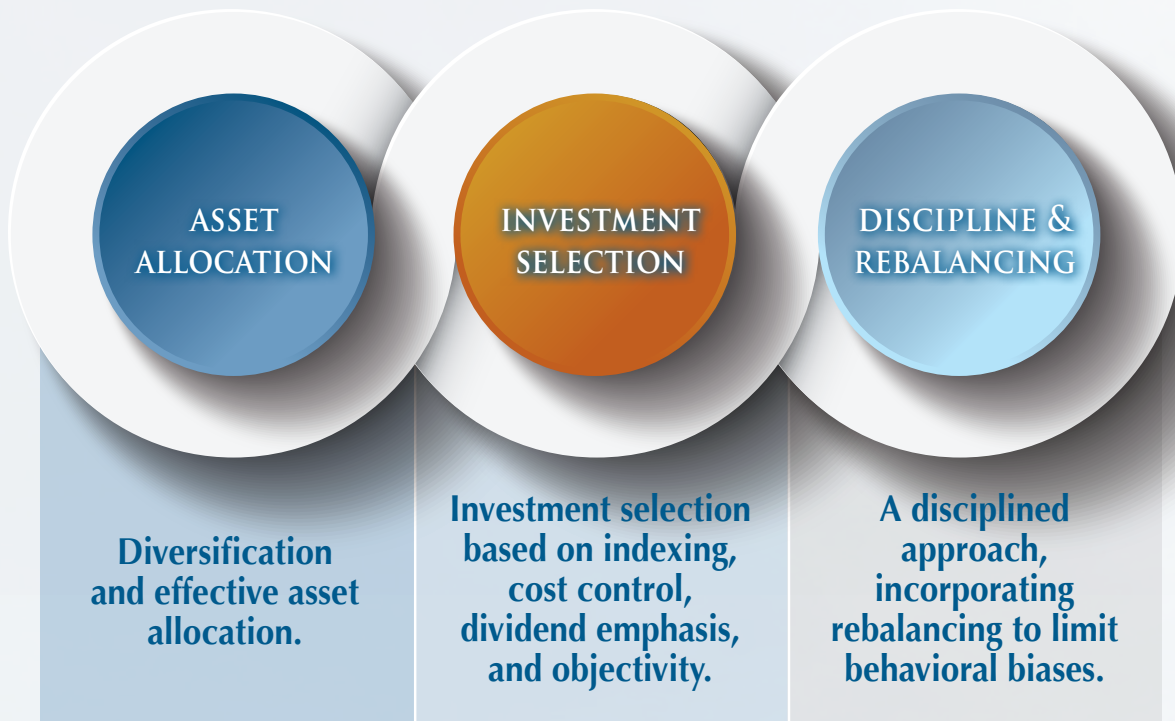 ASSET
ALLOCATION
INVESTMENT
SELECTION
DISCIPLINE &
REBALANCING
Diversification
and effective asset
allocation.
Investment selection
based on indexing,
cost control,
dividend emphasis,
and objectivity.
A disciplined
approach,
incorporating
rebalancing to limit
behavioral biases.